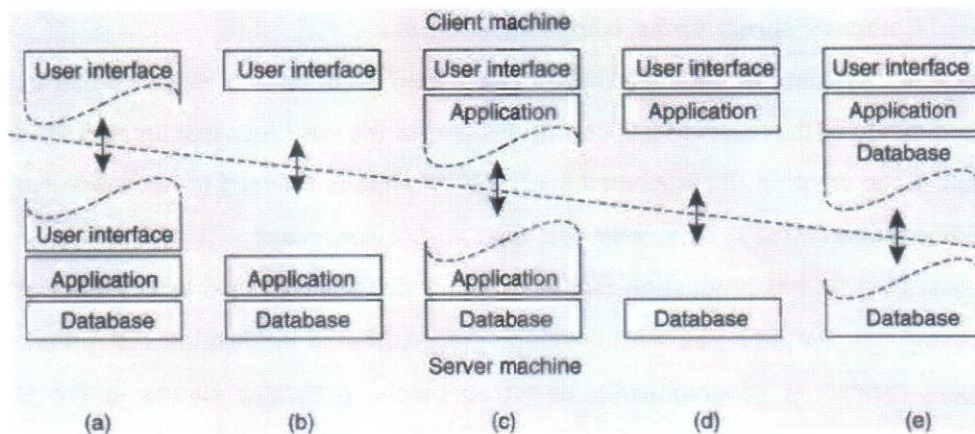 Client machine
User interface User interface User interface User interface User interface
Application Application Application
Database
User interface
Application Application Application
Database Database Database Database Database
Server machine
(a) (b) (c) (d) (e)